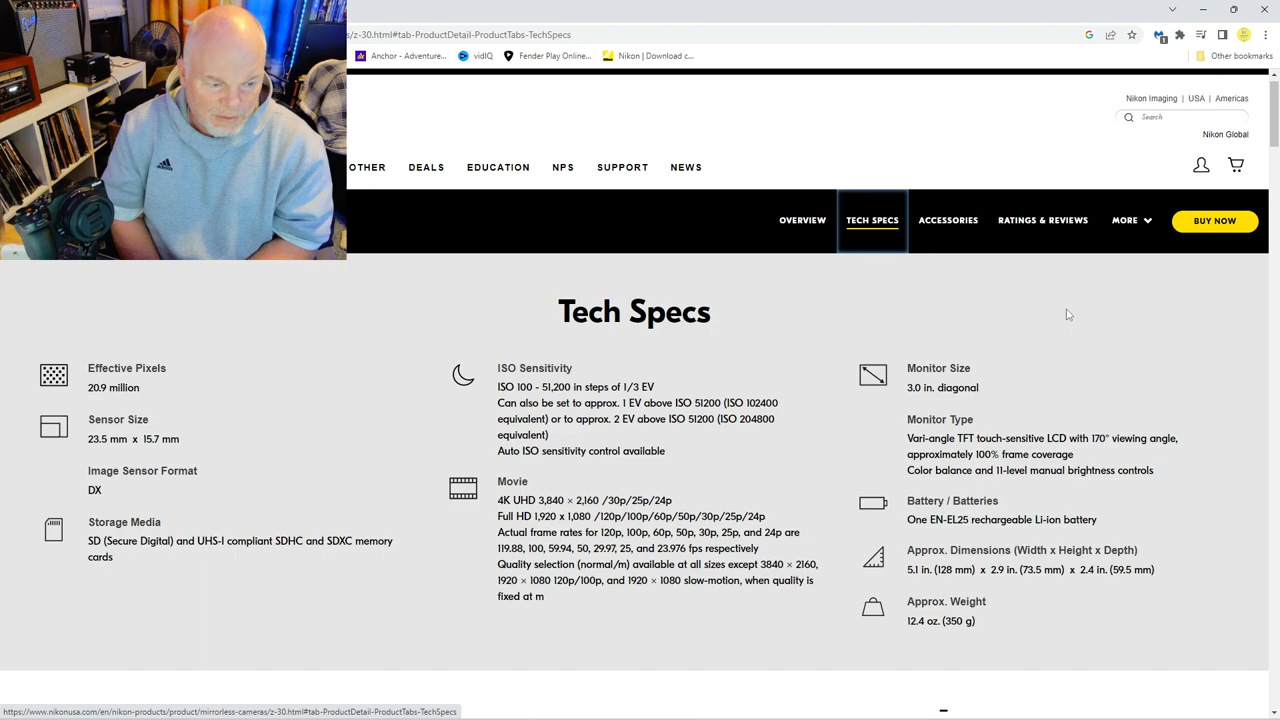 s/z-30.html#tab-ProductDetail-ProductTabs-TechSpecs
Anchor - Adventure...
vidIQ
Fender Play Online...
Nikon | Download c...
Other bookmarks
Nikon Imaging | USA | Americas
Search
Nikon Global
OTHER DEALS EDUCATION NPS SUPPORT NEWS
OVERVIEW TECH SPECS ACCESSORIES RATINGS & REVIEWS MORE BUY NOW
Tech Specs
Effective Pixels
20.9 million
Sensor Size
23.5 mm x 15.7 mm
Image Sensor Format
DX
Storage Media
SD (Secure Digital) and UHS-I compliant SDHC and SDXC memory
cards
ISO Sensitivity
ISO 100 - 51,200 in steps of 1/3 EV
Can also be set to approx. 1 EV above ISO 51200 (ISO 102400
equivalent) or to approx. 2 EV above ISO 51200 (ISO 204800
equivalent)
Auto ISO sensitivity control available
Movie
4K UHD 3,840 × 2,160 /30p/25p/24p
Full HD 1,920 x 1,080 /120p/100p/60p/50p/30p/25p/24p
Actual frame rates for 120p, 100p, 60p, 50p, 30p, 25p, and 24p are
119.88, 100, 59.94, 50, 29.97, 25, and 23.976 fps respectively
Quality selection (normal/m) available at all sizes except 3840 × 2160,
1920 × 1080 120p/100p, and 1920 × 1080 slow-motion, when quality is
fixed at m
Monitor Size
3.0 in. diagonal
Monitor Type
Vari-angle TFT touch-sensitive LCD with 170° viewing angle,
approximately 100% frame coverage
Color balance and 11-level manual brightness controls
Battery / Batteries
One EN-EL25 rechargeable Li-ion battery
Approx. Dimensions (Width x Height x Depth)
5.1 in. (128 mm) x 2.9 in. (73.5 mm) x 2.4 in. (59.5 mm)
Approx. Weight
12.4 oz. (350 g)
https://www.nikonusa.com/en/nikon-products/product/mirrorless-cameras/z-30.html#tab-ProductDetail-ProductTabs-TechSpecs